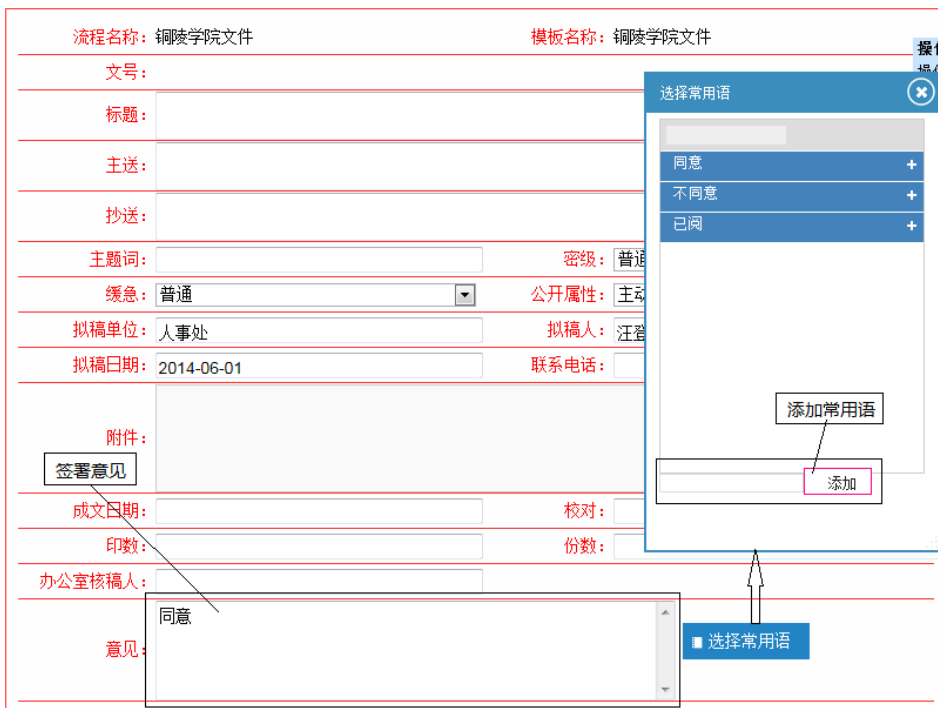 流程名称：铜陵学院文件 模板名称：铜陵学院文件
文号：
标题：
主送：
抄送：
主题词： 密级：普通
缓急：普通 公开属性：主动
拟稿单位：人事处 拟稿人：汪登
拟稿日期：2014-06-01 联系电话：
附件：
签署意见
成文日期： 校对：
印数： 份数：
办公室核稿人：
意见：同意
选择常用语
选择常用语
同意 +
不同意 +
已阅 +
添加常用语
添加